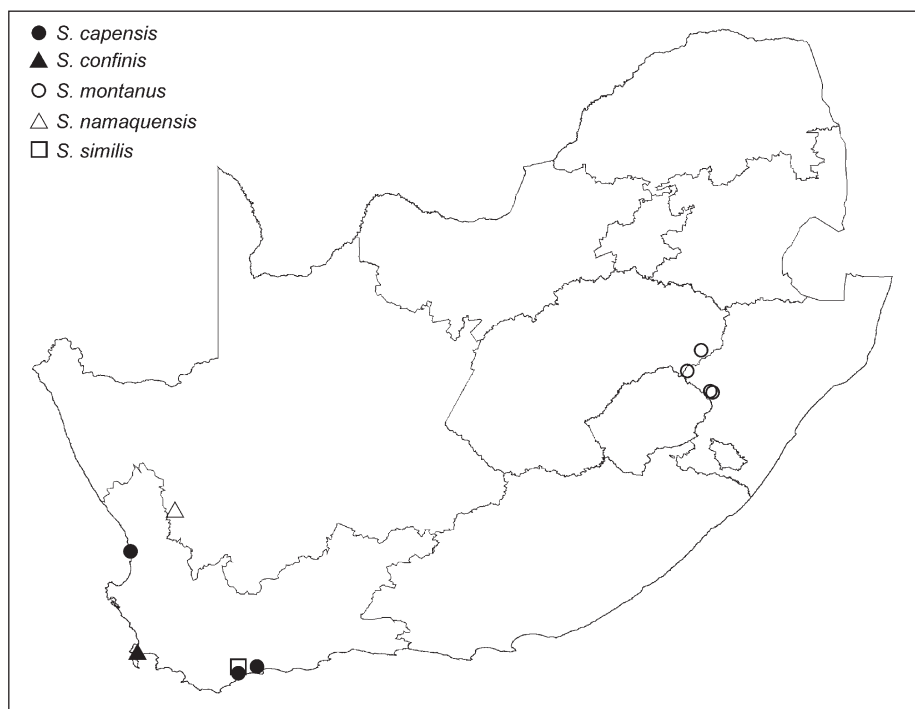 S. capensis
S. confinis
S. montanus
S. namaquensis
S. similis